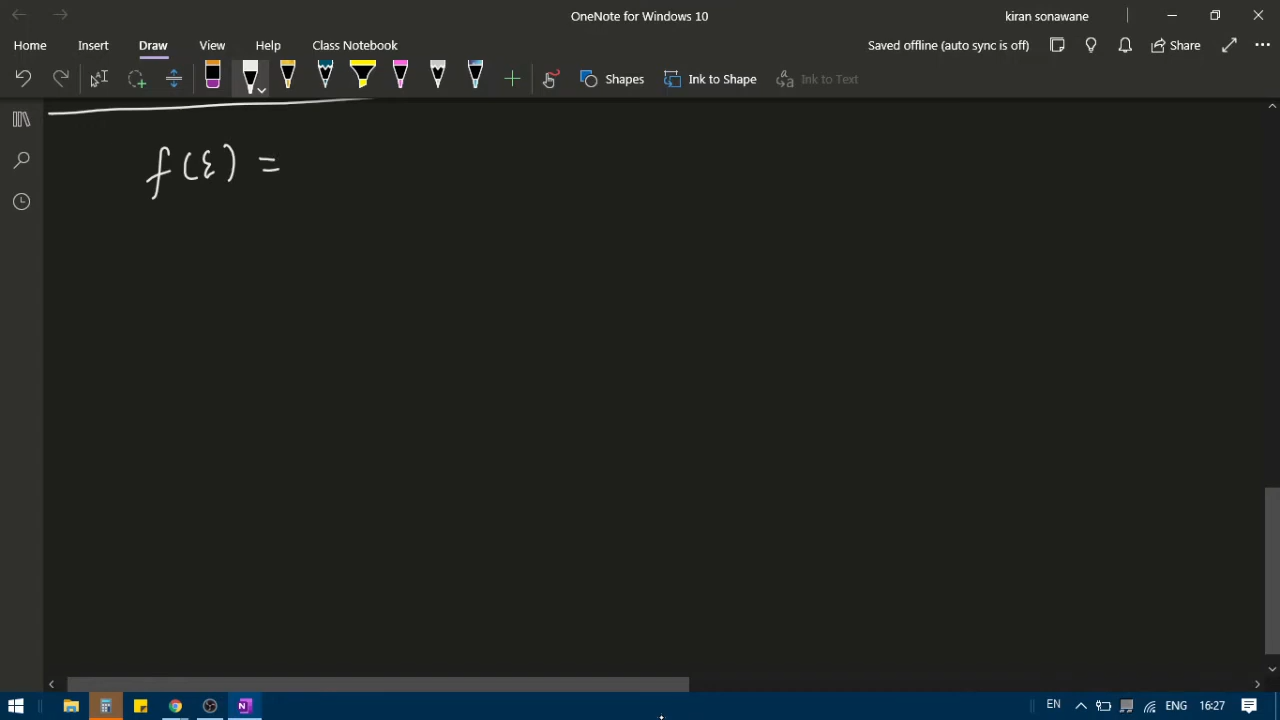 OneNote for Windows 10
kiran sonawane
Home Insert Draw View Help Class Notebook
Saved offline (auto sync is off)
Share
Shapes
Ink to Shape
Ink to Text
f(ε) =
EN
ENG
16:27